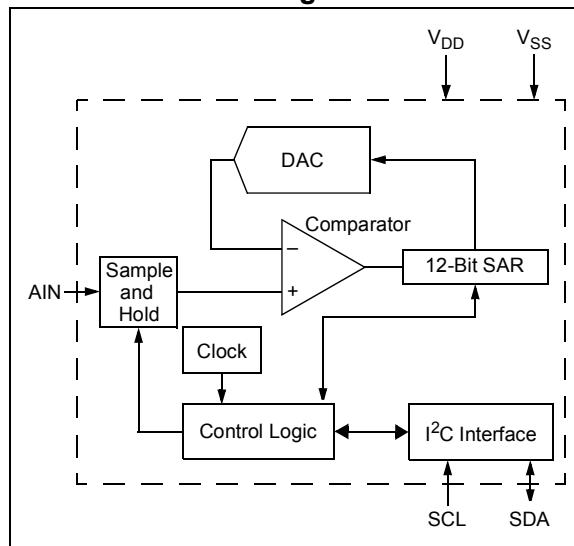 V_DD V_SS
DAC
Comparator
−
12-Bit SAR
Sample
and
Hold
AIN
+
Clock
Control Logic
I²C Interface
SCL SDA